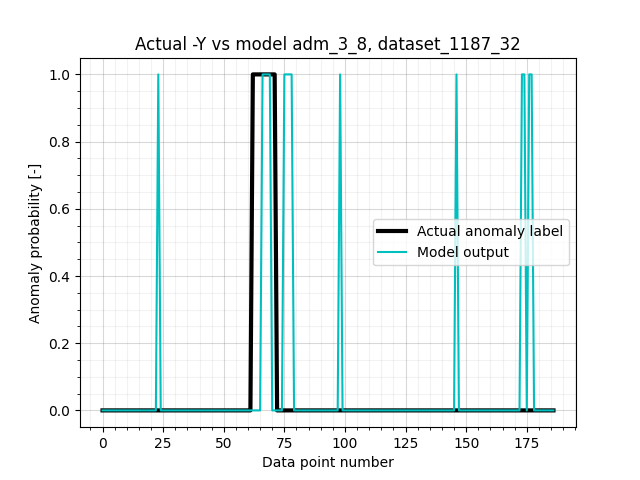 Actual -Y vs model adm_3_8, dataset_1187_32
Anomaly probability [-]
1.0
0.8
0.6
0.4
0.2
0.0
Actual anomaly label
Model output
0 25 50 75 100 125 150 175
Data point number